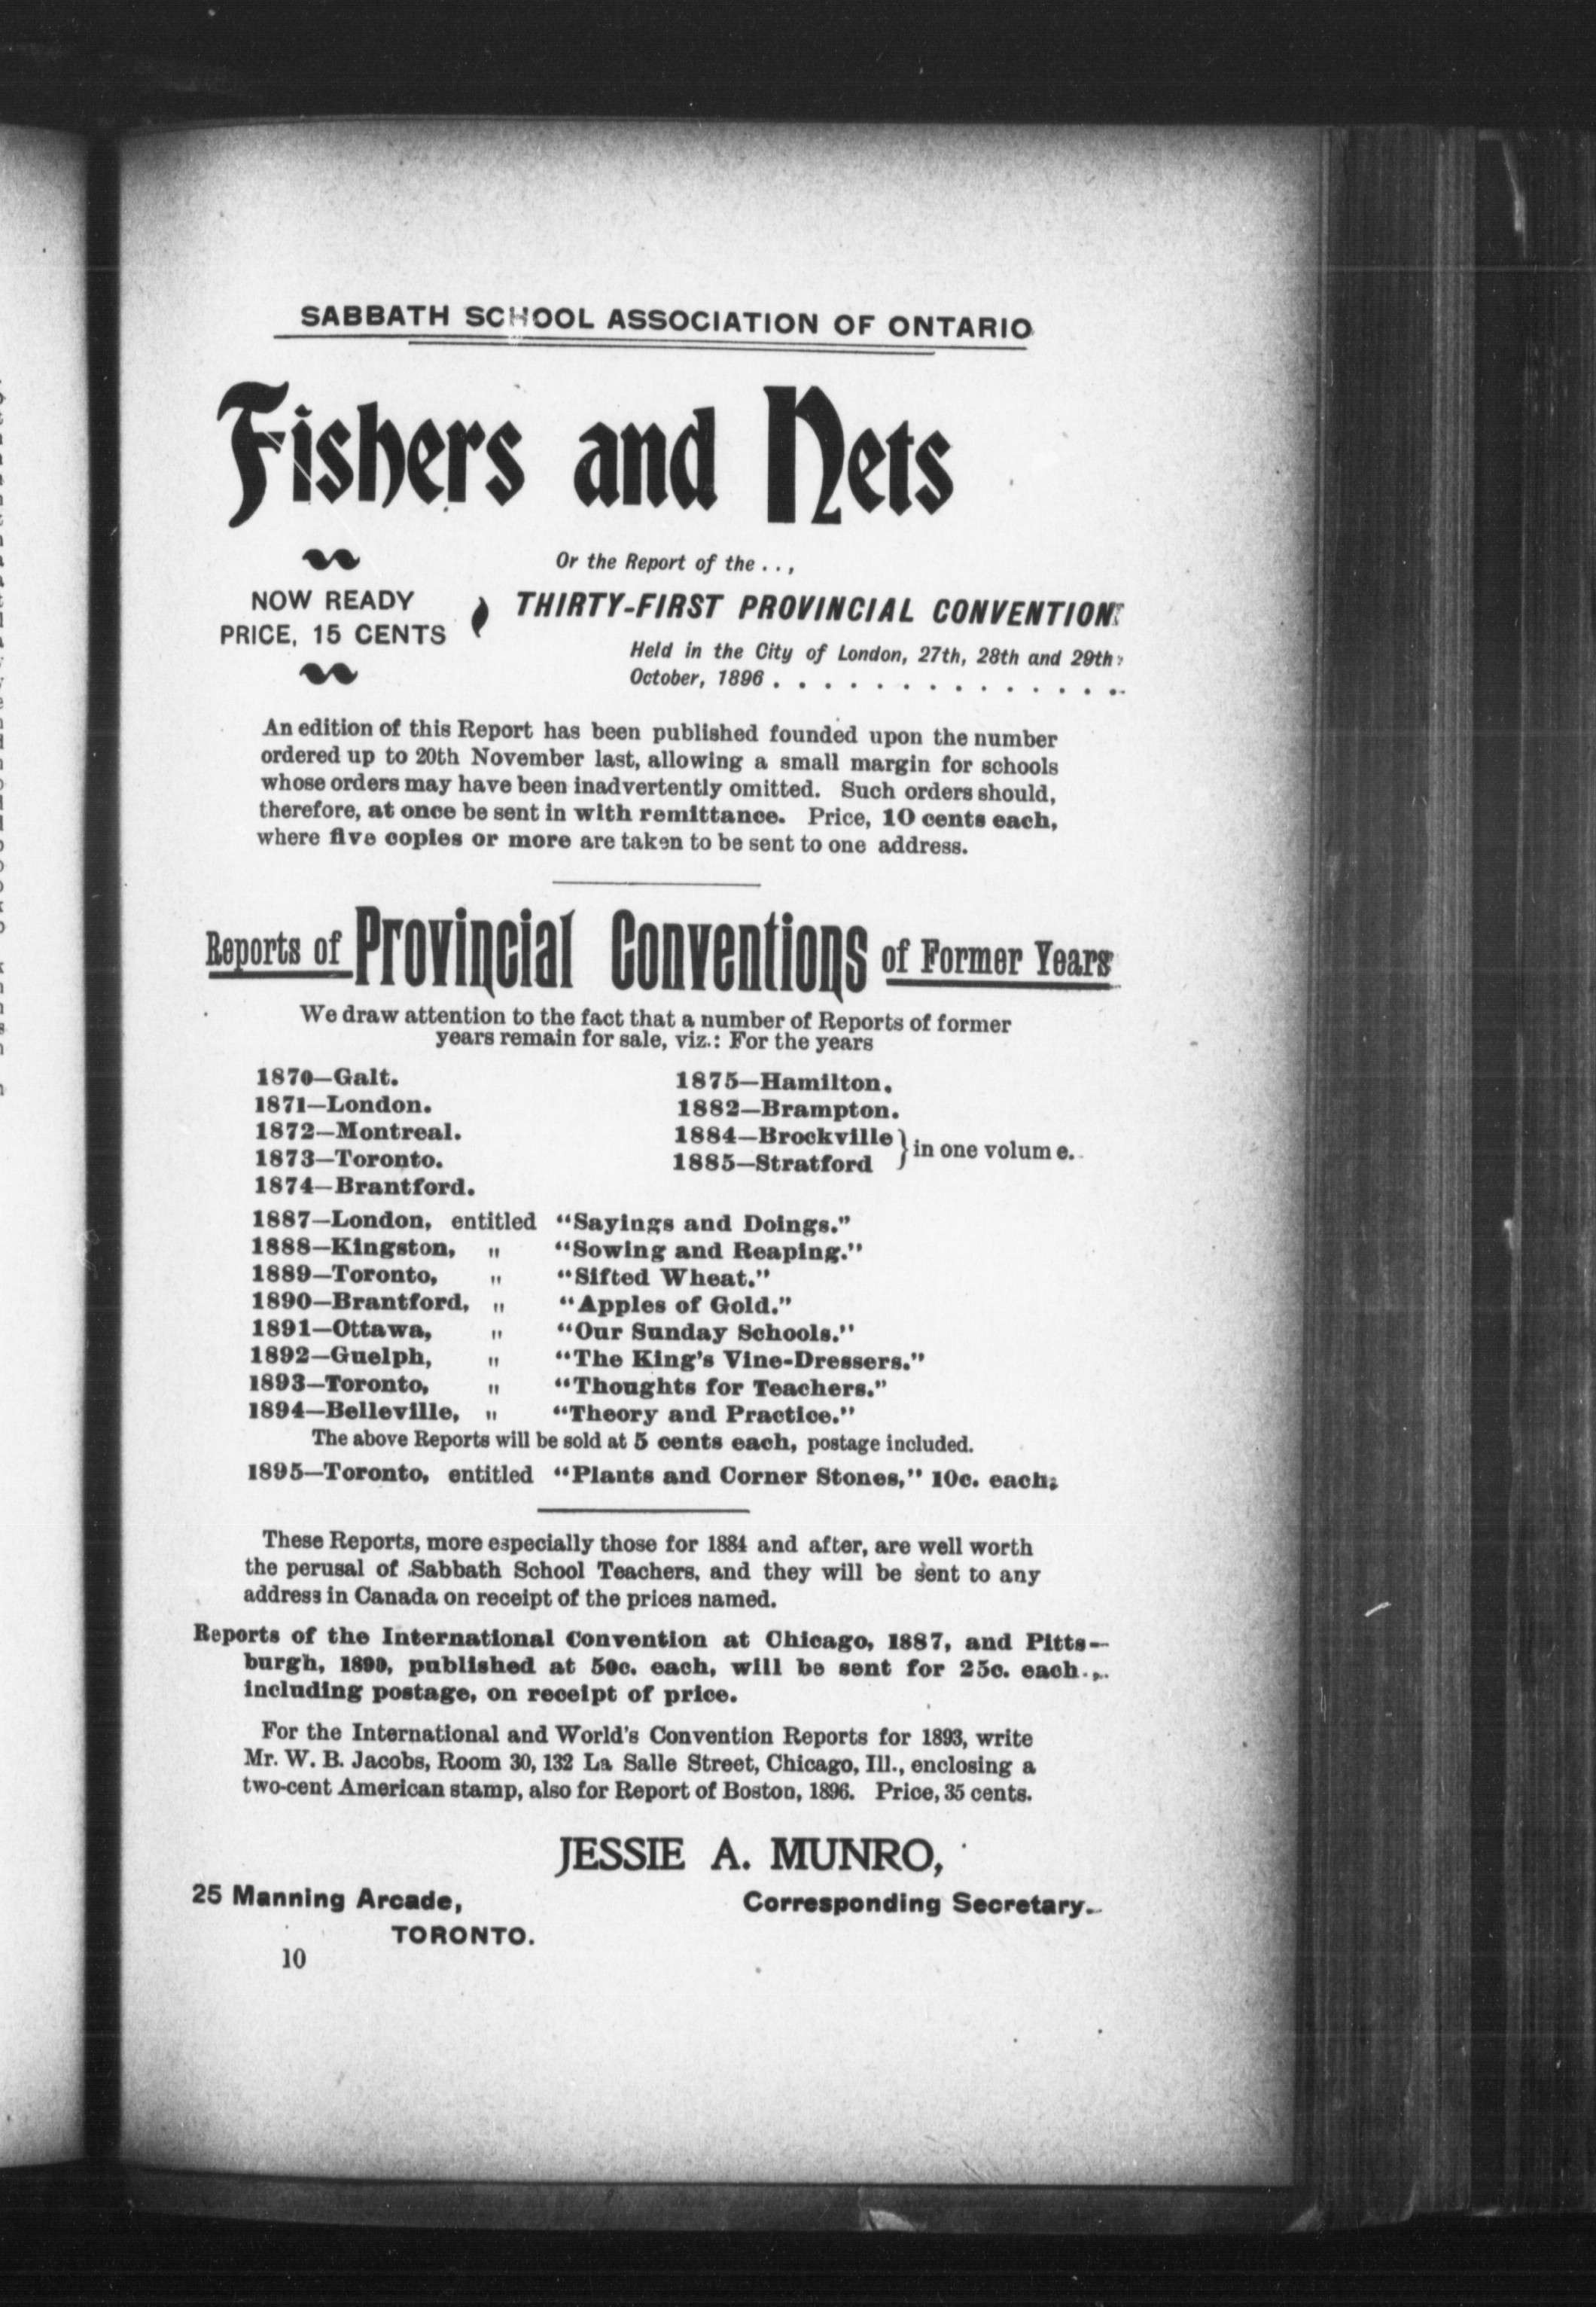 SABBATH SCHOOL ASSOCIATION OF ONTARIO
Fishers and Nets
Or the Report of the . . ,
NOW READY
PRICE, 15 CENTS
THIRTY-FIRST PROVINCIAL CONVENTION
Held in the City of London, 27th, 28th and 29th
October, 1896 . . . . . . . . . . . . . .
An edition of this Report has been published founded upon the number
ordered up to 20th November last, allowing a small margin for schools
whose orders may have been inadvertently omitted. Such orders should,
therefore, at once be sent in with remittance. Price, 10 cents each,
where five copies or more are taken to be sent to one address.
Reports of Provincial Conventions of Former Years
We draw attention to the fact that a number of Reports of former
years remain for sale, viz.: For the years
1870—Galt.
1871—London.
1872—Montreal.
1873—Toronto.
1874—Brantford.
1875—Hamilton.
1882—Brampton.
1884—Brockville } in one volume.
1885—Stratford
1887—London, entitled "Sayings and Doings."
1888—Kingston, " "Sowing and Reaping."
1889—Toronto, " "Sifted Wheat."
1890—Brantford, " "Apples of Gold."
1891—Ottawa, " "Our Sunday Schools."
1892—Guelph, " "The King's Vine-Dressers."
1893—Toronto, " "Thoughts for Teachers."
1894—Belleville, " "Theory and Practice."
The above Reports will be sold at 5 cents each, postage included.
1895—Toronto, entitled "Plants and Corner Stones," 10c. each;
These Reports, more especially those for 1884 and after, are well worth
the perusal of Sabbath School Teachers, and they will be sent to any
address in Canada on receipt of the prices named.
Reports of the International Convention at Chicago, 1887, and Pitts-
burgh, 1890, published at 50c. each, will be sent for 25c. each,
including postage, on receipt of price.
For the International and World's Convention Reports for 1893, write
Mr. W. B. Jacobs, Room 30, 132 La Salle Street, Chicago, Ill., enclosing a
two-cent American stamp, also for Report of Boston, 1896. Price, 35 cents.
JESSIE A. MUNRO,
25 Manning Arcade, Corresponding Secretary.
TORONTO.
10